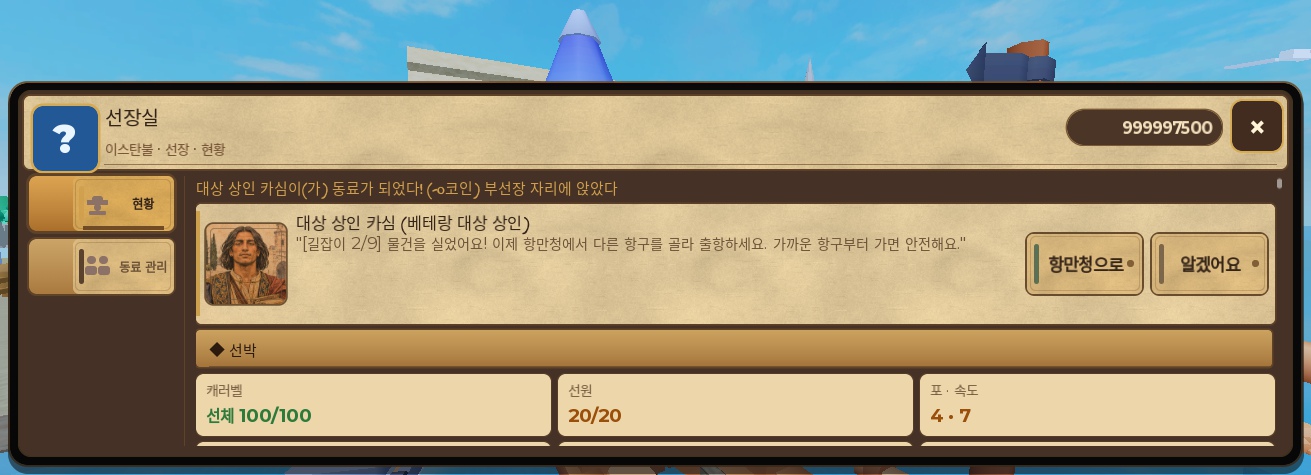 ?
선장실
이스탄불 · 선장 · 현황
999997500
×
현황
동료 관리
대상 상인 카심이(가) 동료가 되었다! (코인) 부선장 자리에 앉았다
대상 상인 카심 (베테랑 대상 상인)
"[길잡이 2/9] 물건을 실었어요! 이제 항만청에서 다른 항구를 골라 출항하세요. 가까운 항구부터 가면 안전해요."
항만청으로
알겠어요
◆ 선박
캐러벨
선체 100/100
선원
20/20
포 · 속도
4 · 7